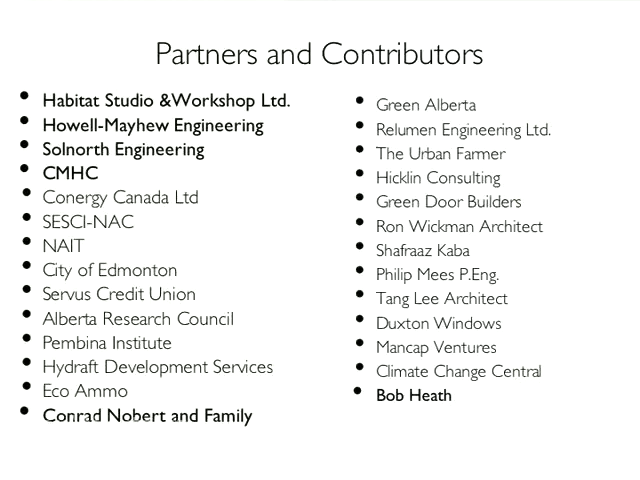 Partners and Contributors
• Habitat Studio &Workshop Ltd.
• Howell-Mayhew Engineering
• Solnorth Engineering
• CMHC
• Conergy Canada Ltd
• SESCI-NAC
• NAIT
• City of Edmonton
• Servus Credit Union
• Alberta Research Council
• Pembina Institute
• Hydraft Development Services
• Eco Ammo
• Conrad Nobert and Family
• Green Alberta
• Relumen Engineering Ltd.
• The Urban Farmer
• Hicklin Consulting
• Green Door Builders
• Ron Wickman Architect
• Shafraaz Kaba
• Philip Mees P.Eng.
• Tang Lee Architect
• Duxton Windows
• Mancap Ventures
• Climate Change Central
• Bob Heath